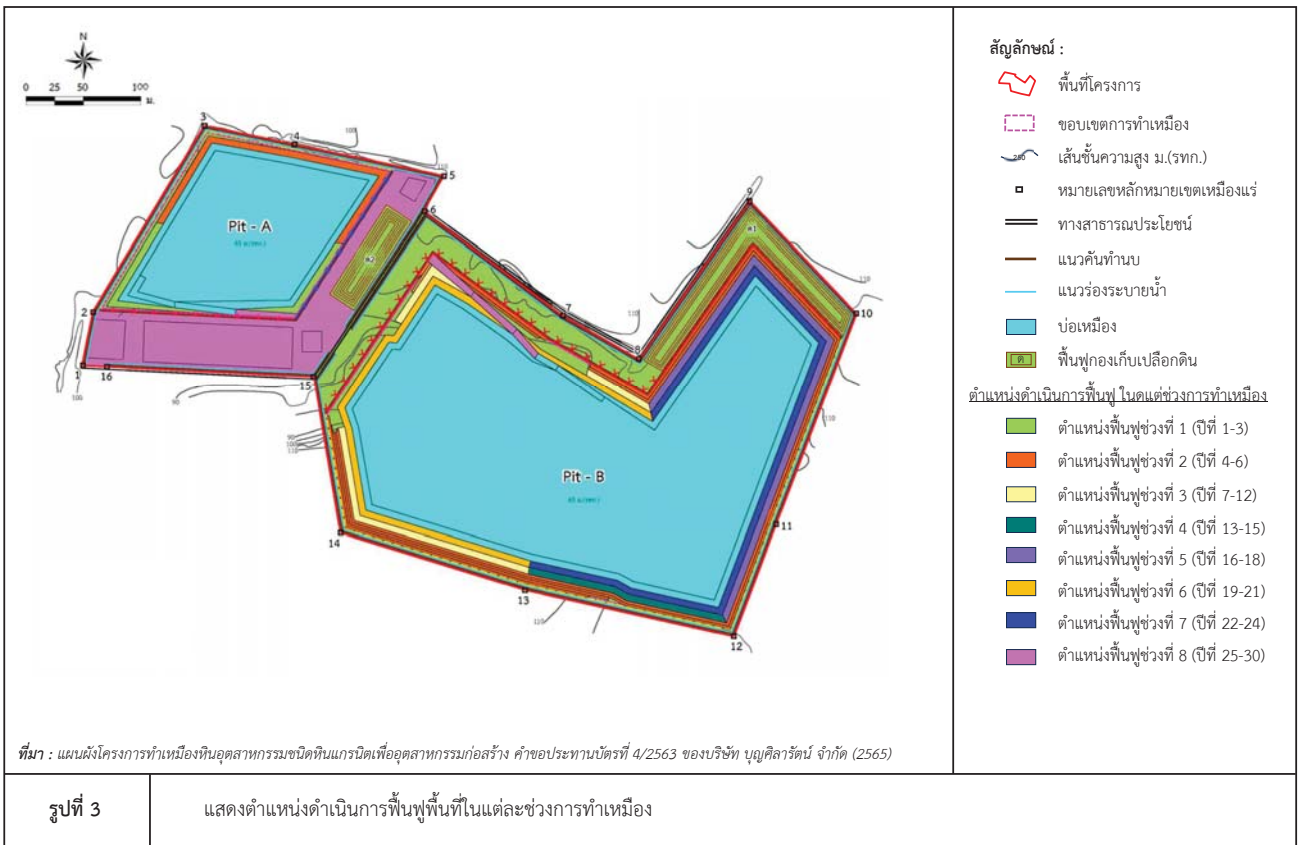 N
0 25 50 100
ม.
3
4
100
110
5
6
9
Pit - A
ด2
ด1
110
2
7
110
8
10
1
16
15
100
90
90
100
110
110
Pit - B
11
14
13
110
12
สัญลักษณ์ :
พื้นที่โครงการ
ขอบเขตการทำเหมือง
250 เส้นชั้นความสูง ม.(รทก.)
หมายเลขหลักหมายเขตเหมืองแร่
ทางสาธารณประโยชน์
แนวคันทำนบ
แนวร่องระบายน้ำ
บ่อเหมือง
ด ฟื้นฟูกองเก็บเปลือกดิน
ตำแหน่งดำเนินการฟื้นฟู ในดแต่ช่วงการทำเหมือง
ตำแหน่งฟื้นฟูช่วงที่ 1 (ปีที่ 1-3)
ตำแหน่งฟื้นฟูช่วงที่ 2 (ปีที่ 4-6)
ตำแหน่งฟื้นฟูช่วงที่ 3 (ปีที่ 7-12)
ตำแหน่งฟื้นฟูช่วงที่ 4 (ปีที่ 13-15)
ตำแหน่งฟื้นฟูช่วงที่ 5 (ปีที่ 16-18)
ตำแหน่งฟื้นฟูช่วงที่ 6 (ปีที่ 19-21)
ตำแหน่งฟื้นฟูช่วงที่ 7 (ปีที่ 22-24)
ตำแหน่งฟื้นฟูช่วงที่ 8 (ปีที่ 25-30)
ที่มา : แผนผังโครงการทำเหมืองหินอุตสาหกรรมชนิดหินแกรนิตเพื่ออุตสาหกรรมก่อสร้าง คำขอประทานบัตรที่ 4/2563 ของบริษัท บุญศิลารัตน์ จำกัด (2565)
รูปที่ 3
แสดงตำแหน่งดำเนินการฟื้นฟูพื้นที่ในแต่ละช่วงการทำเหมือง